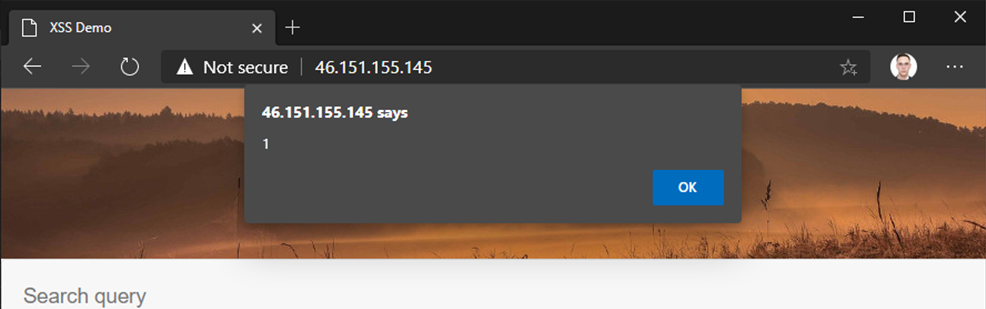 XSS Demo
Not secure | 46.151.155.145
46.151.155.145 says
1
OK
Search query